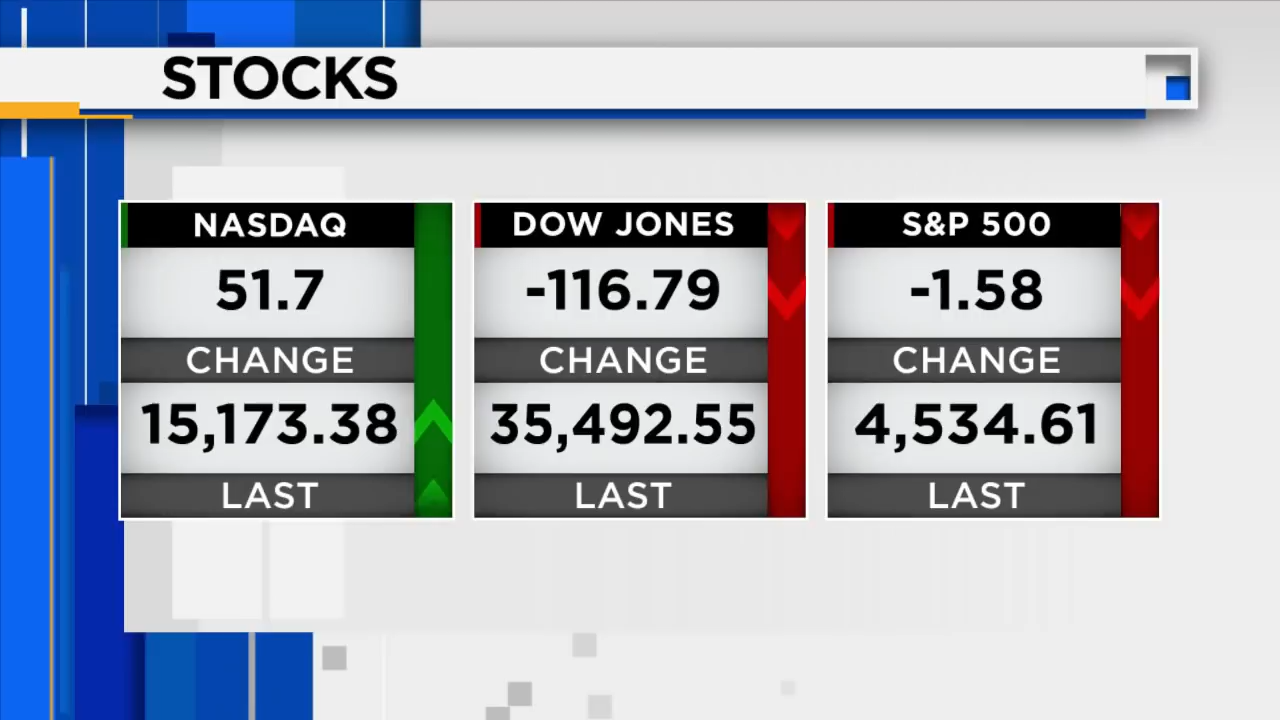 STOCKS
NASDAQ
51.7
CHANGE
15,173.38
LAST
DOW JONES
-116.79
CHANGE
35,492.55
LAST
S&P 500
-1.58
CHANGE
4,534.61
LAST